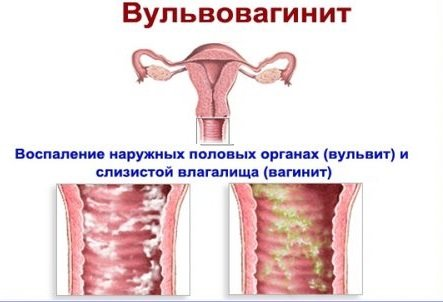 Вульвовагинит
Воспаление наружных половых органах (вульвит) и
слизистой влагалища (вагинит)